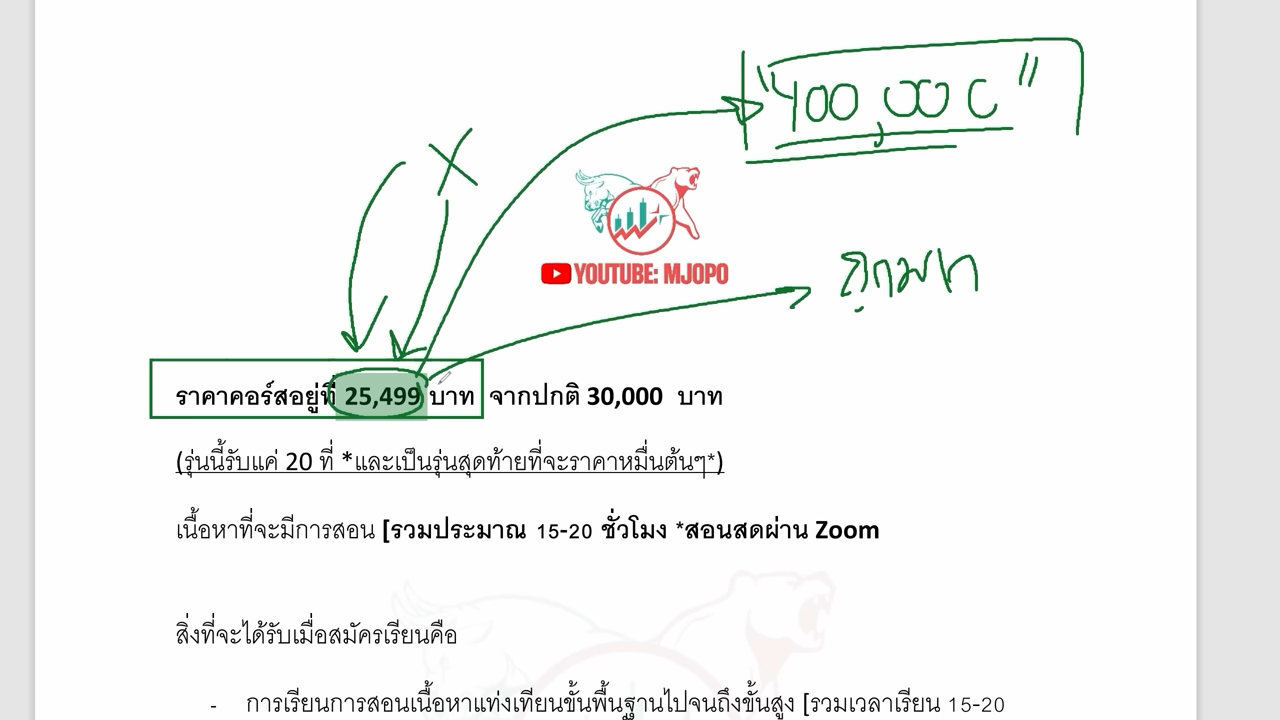 "400,000"
YOUTUBE: MJOPO
ถูกมาก
ราคาคอร์สอยู่ที่ 25,499 บาท จากปกติ 30,000 บาท
(รุ่นนี้รับแค่ 20 ที่ *และเป็นรุ่นสุดท้ายที่จะราคาหมื่นต้นๆ*)
เนื้อหาที่จะมีการสอน [รวมประมาณ 15-20 ชั่วโมง *สอนสดผ่าน Zoom
สิ่งที่จะได้รับเมื่อสมัครเรียนคือ
- การเรียนการสอนเนื้อหาแท่งเทียนขั้นพื้นฐานไปจนถึงขั้นสูง [รวมเวลาเรียน 15-20